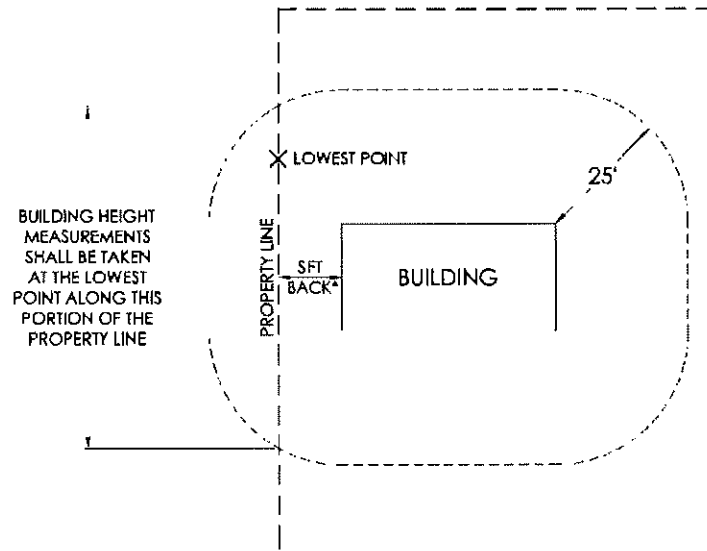 LOWEST POINT
25'
BUILDING HEIGHT
MEASUREMENTS
SHALL BE TAKEN
AT THE LOWEST
POINT ALONG THIS
PORTION OF THE
PROPERTY LINE
PROPERTY LINE
SFT
BACK
BUILDING